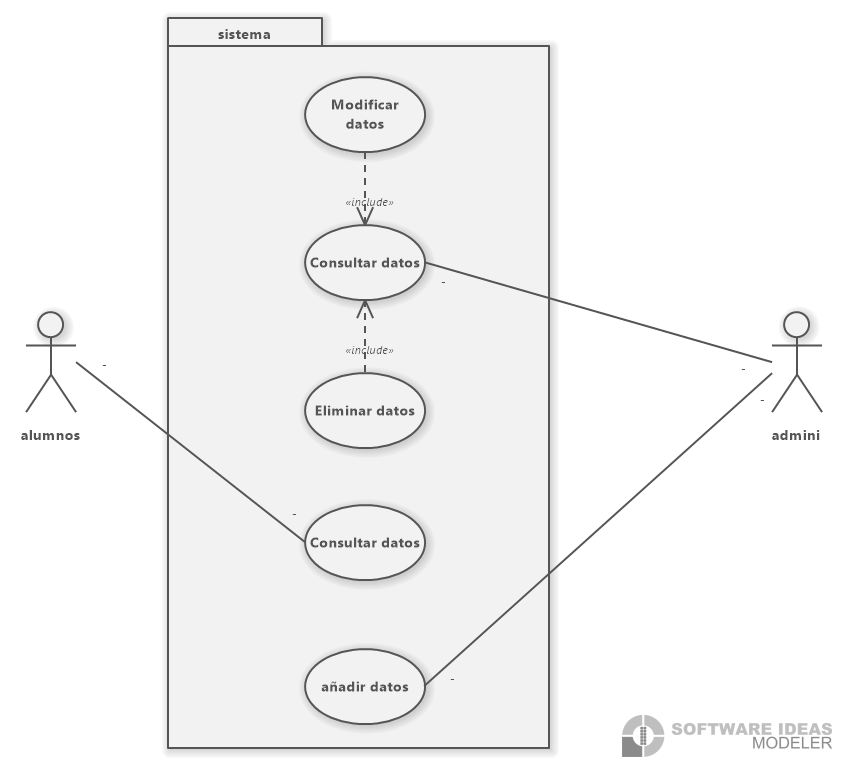 sistema
Modificar
datos
«include»
Consultar datos
-
-
«include»
-
-
Eliminar datos
alumnos
admini
-
Consultar datos
-
añadir datos
SOFTWARE IDEAS
MODELER